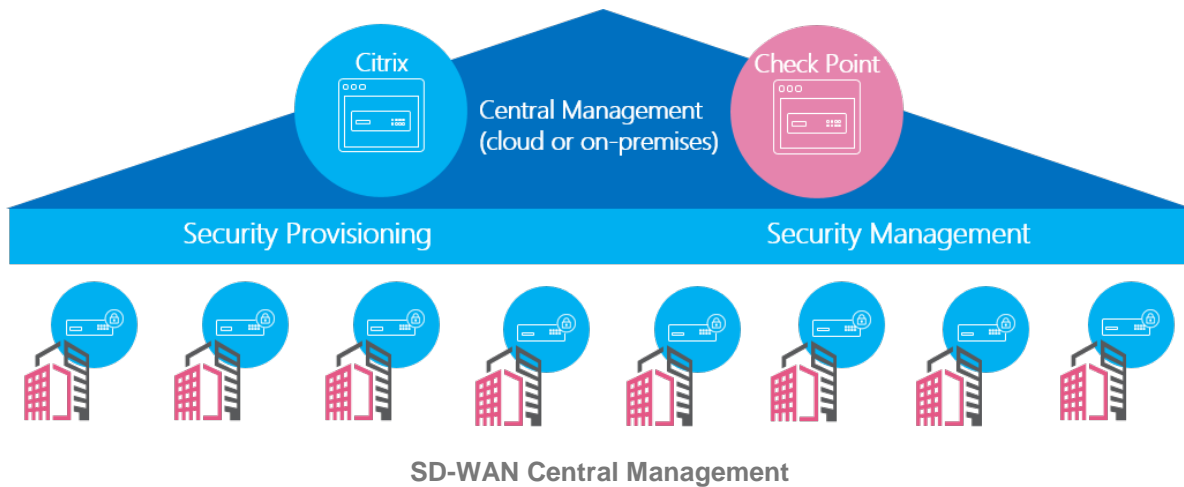 Citrix
Check Point
Central Management
(cloud or on-premises)
Security Provisioning
Security Management
SD-WAN Central Management